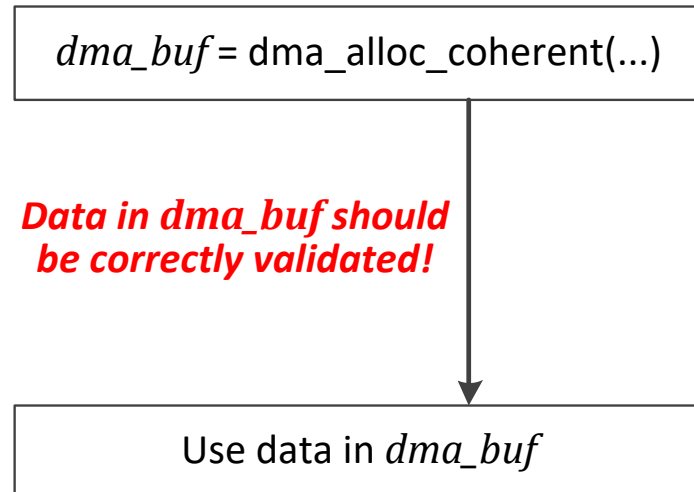 dma_buf = dma_alloc_coherent(...)
Data in dma_buf should
be correctly validated!
Use data in dma_buf